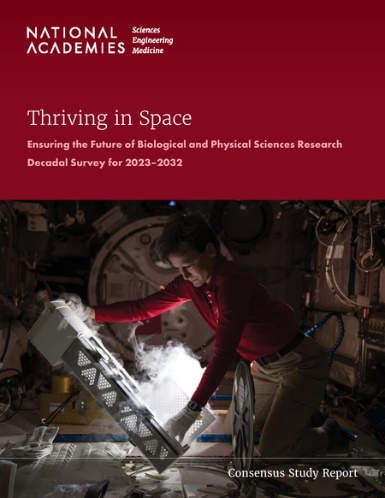 NATIONAL
ACADEMIES
Sciences
Engineering
Medicine
Thriving in Space
Ensuring the Future of Biological and Physical Sciences Research
Decadal Survey for 2023–2032
Consensus Study Report